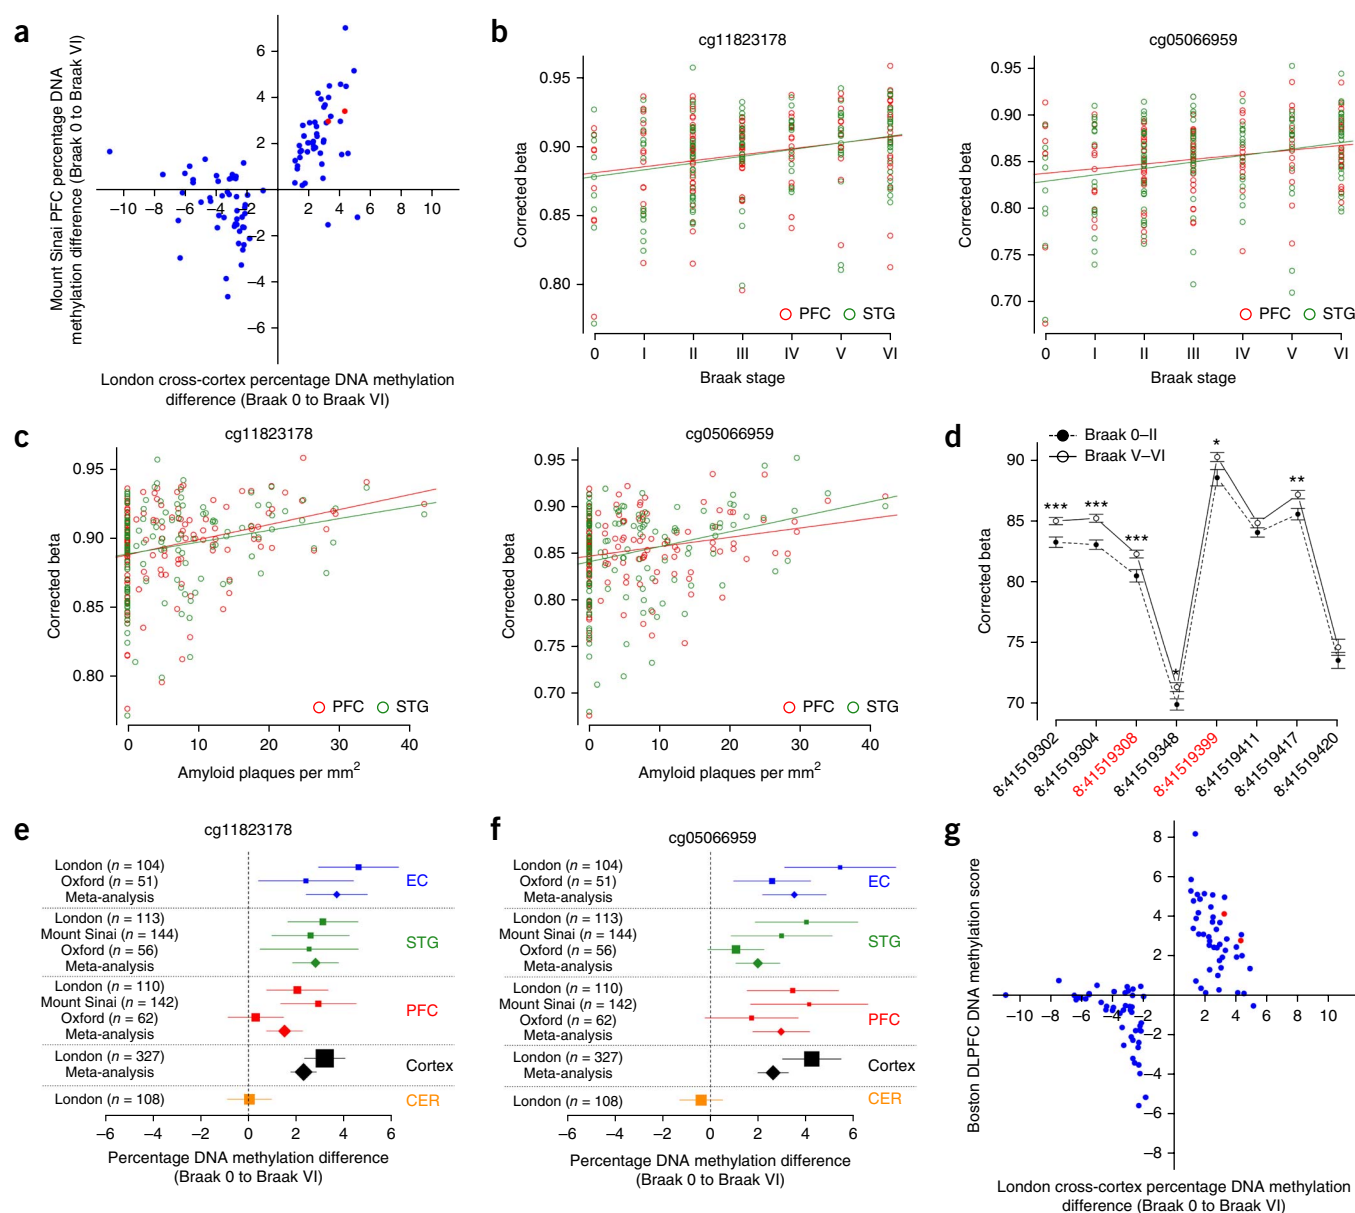 a
Mount Sinai PFC percentage DNA
methylation difference (Braak 0 to Braak VI)
6
4
2
−2
−4
−6
−10 −8 −6 −4 −2 2 4 6 8 10
London cross-cortex percentage DNA methylation
difference (Braak 0 to Braak VI)
b
cg11823178
Corrected beta
0.95
0.90
0.85
0.80
PFC STG
0 I II III IV V VI
Braak stage
cg05066959
Corrected beta
0.95
0.90
0.85
0.80
0.75
0.70
PFC STG
0 I II III IV V VI
Braak stage
c
cg11823178
Corrected beta
0.95
0.90
0.85
0.80
PFC STG
0 10 20 30 40
Amyloid plaques per mm²
cg05066959
Corrected beta
0.95
0.90
0.85
0.80
0.75
0.70
PFC STG
0 10 20 30 40
Amyloid plaques per mm²
d
Braak 0–II
Braak V–VI
Corrected beta
90
85
80
75
70
*** *** *** * * **
8:41519302
8:41519304
8:41519308
8:41519348
8:41519399
8:41519411
8:41519417
8:41519420
e
cg11823178
London (n = 104)
Oxford (n = 51)
Meta-analysis
EC
London (n = 113)
Mount Sinai (n = 144)
Oxford (n = 56)
Meta-analysis
STG
London (n = 110)
Mount Sinai (n = 142)
Oxford (n = 62)
Meta-analysis
PFC
London (n = 327)
Meta-analysis
Cortex
London (n = 108)
CER
−6 −4 −2 0 2 4 6
Percentage DNA methylation difference
(Braak 0 to Braak VI)
f
cg05066959
London (n = 104)
Oxford (n = 51)
Meta-analysis
EC
London (n = 113)
Mount Sinai (n = 144)
Oxford (n = 56)
Meta-analysis
STG
London (n = 110)
Mount Sinai (n = 142)
Oxford (n = 62)
Meta-analysis
PFC
London (n = 327)
Meta-analysis
Cortex
London (n = 108)
CER
−6 −4 −2 0 2 4 6
Percentage DNA methylation difference
(Braak 0 to Braak VI)
g
Boston DLPFC DNA methylation score
8
6
4
2
−2
−4
−6
−8
−10 −8 −6 −4 −2 2 4 6 8 10
London cross-cortex percentage DNA methylation
difference (Braak 0 to Braak VI)